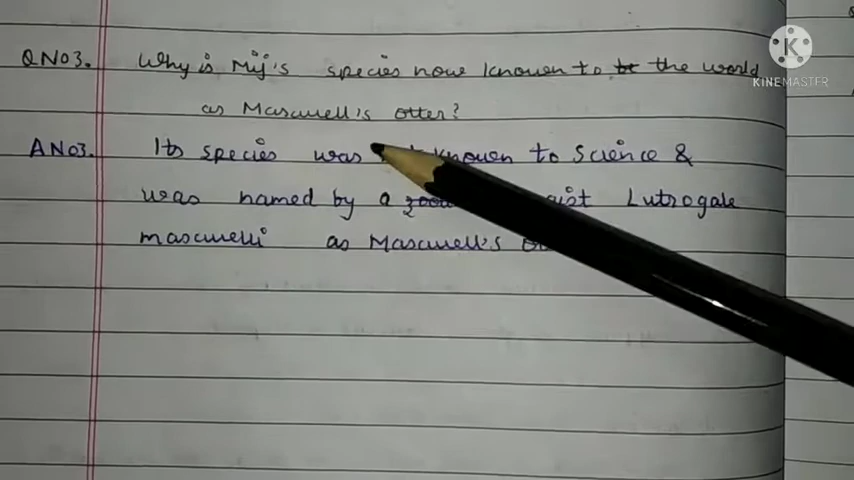 QNO3. Why is Mij's species now known to the world
as Maxwell's otter?
ANO3. Its species was known to Science &
was named by a Lutrogale
maxwelli as Maxwell's
KINEMASTER